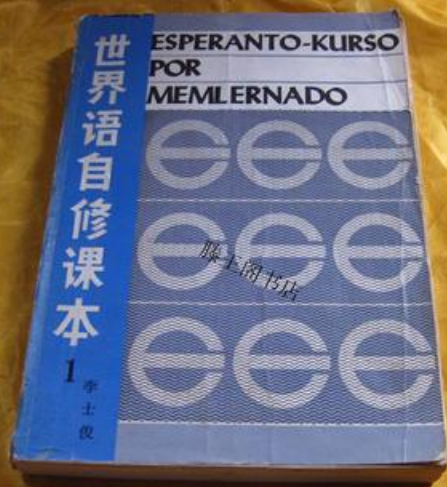 世界语自修课本
1
李士俊
ESPERANTO-KURSO
POR
MEMLERNADO
滕士阁书店